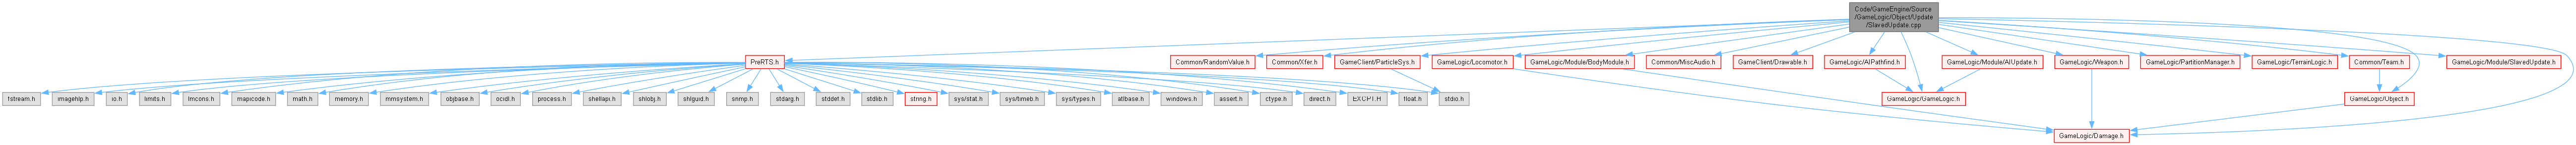 Code/GameEngine/Source
/GameLogic/Object/Update
/SlavedUpdate.cpp
PreRTS.h
Common/RandomValue.h
Common/Xfer.h
GameClient/ParticleSys.h
GameLogic/Locomotor.h
GameLogic/Module/BodyModule.h
Common/MiscAudio.h
GameClient/Drawable.h
GameLogic/AIPathfind.h
GameLogic/Module/AIUpdate.h
GameLogic/Weapon.h
GameLogic/PartitionManager.h
GameLogic/TerrainLogic.h
Common/Team.h
GameLogic/Module/SlavedUpdate.h
fstream.h
imagehlp.h
io.h
limits.h
lmcons.h
mapicode.h
math.h
memory.h
mmsystem.h
objbase.h
ocidl.h
process.h
shellapi.h
shlobj.h
shlguid.h
snmp.h
stdarg.h
stddef.h
stdlib.h
string.h
sys/stat.h
sys/timeb.h
sys/types.h
atlbase.h
windows.h
assert.h
ctype.h
direct.h
EXCPT.H
float.h
stdio.h
GameLogic/GameLogic.h
GameLogic/Object.h
GameLogic/Damage.h